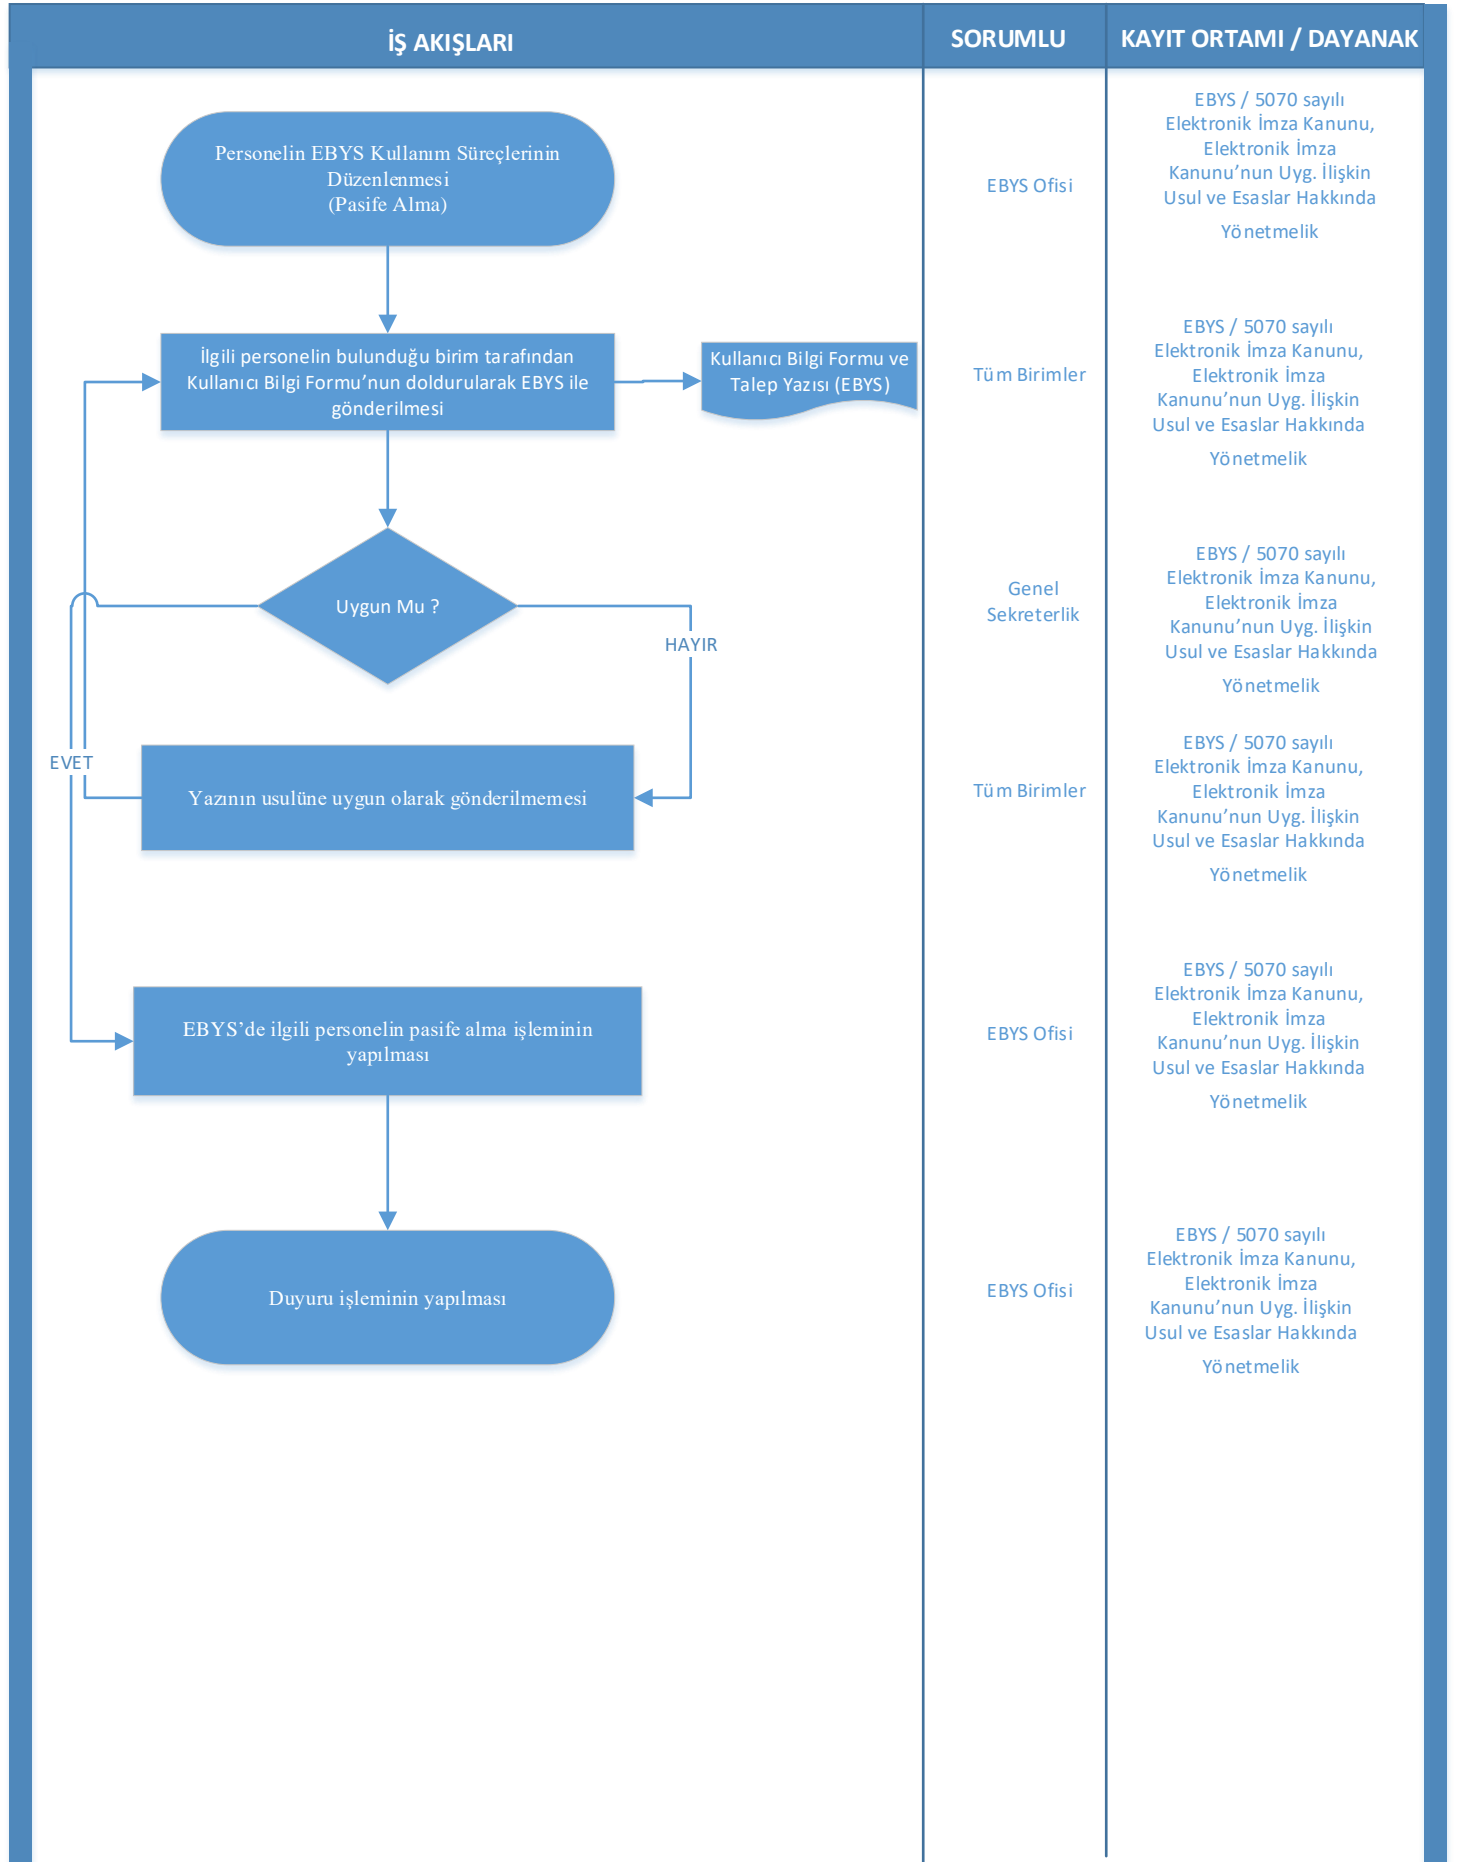 İŞ AKIŞLARI
SORUMLU
KAYIT ORTAMI / DAYANAK
Personelin EBYS Kullanım Süreçlerinin
Düzenlenmesi
(Pasife Alma)
EBYS Ofisi
EBYS / 5070 sayılı
Elektronik İmza Kanunu,
Elektronik İmza
Kanunu’nun Uyg. İlişkin
Usul ve Esaslar Hakkında
Yönetmelik
İlgili personelin bulunduğu birim tarafından
Kullanıcı Bilgi Formu’nun doldurularak EBYS ile
gönderilmesi
Kullanıcı Bilgi Formu ve
Talep Yazısı (EBYS)
Tüm Birimler
EBYS / 5070 sayılı
Elektronik İmza Kanunu,
Elektronik İmza
Kanunu’nun Uyg. İlişkin
Usul ve Esaslar Hakkında
Yönetmelik
Uygun Mu ?
HAYIR
Genel
Sekreterlik
EBYS / 5070 sayılı
Elektronik İmza Kanunu,
Elektronik İmza
Kanunu’nun Uyg. İlişkin
Usul ve Esaslar Hakkında
Yönetmelik
EVET
Yazının usulüne uygun olarak gönderilmemesi
Tüm Birimler
EBYS / 5070 sayılı
Elektronik İmza Kanunu,
Elektronik İmza
Kanunu’nun Uyg. İlişkin
Usul ve Esaslar Hakkında
Yönetmelik
EBYS’de ilgili personelin pasife alma işleminin
yapılması
EBYS Ofisi
EBYS / 5070 sayılı
Elektronik İmza Kanunu,
Elektronik İmza
Kanunu’nun Uyg. İlişkin
Usul ve Esaslar Hakkında
Yönetmelik
Duyuru işleminin yapılması
EBYS Ofisi
EBYS / 5070 sayılı
Elektronik İmza Kanunu,
Elektronik İmza
Kanunu’nun Uyg. İlişkin
Usul ve Esaslar Hakkında
Yönetmelik